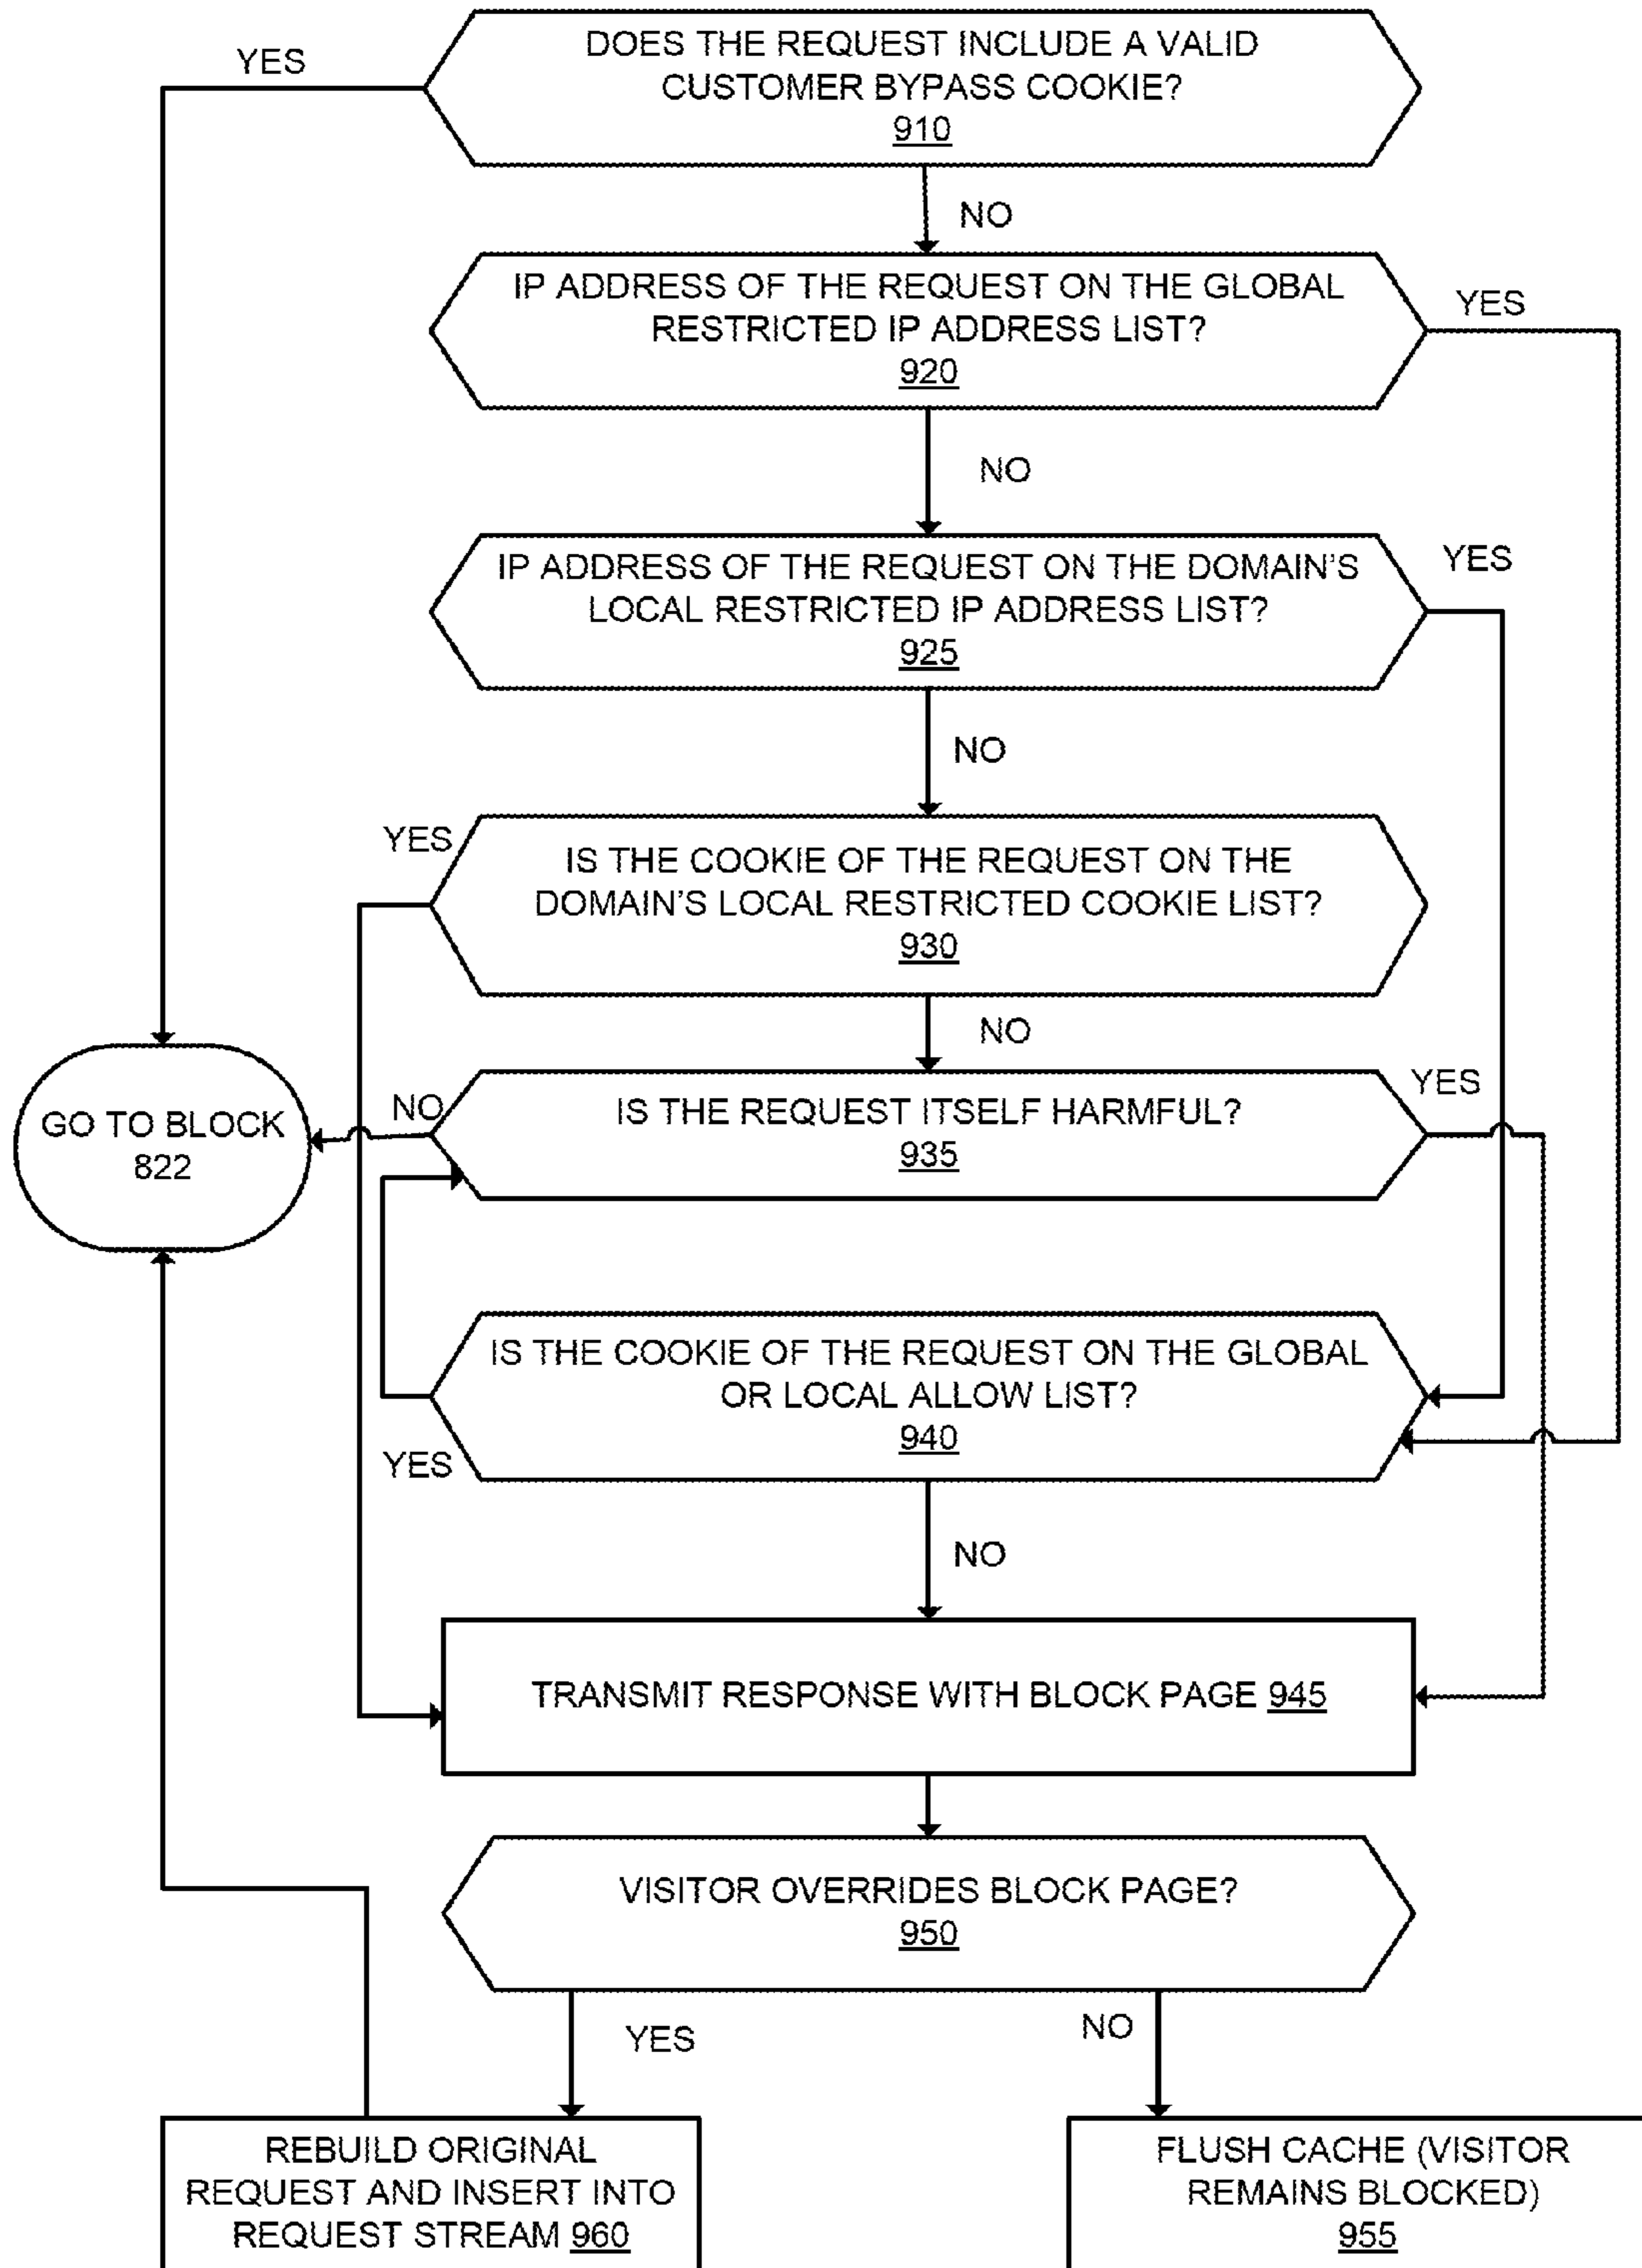 DOES THE REQUEST INCLUDE A VALID
CUSTOMER BYPASS COOKIE?
910
YES
NO
IP ADDRESS OF THE REQUEST ON THE GLOBAL
RESTRICTED IP ADDRESS LIST?
920
YES
NO
IP ADDRESS OF THE REQUEST ON THE DOMAIN'S
LOCAL RESTRICTED IP ADDRESS LIST?
925
YES
NO
YES
IS THE COOKIE OF THE REQUEST ON THE
DOMAIN'S LOCAL RESTRICTED COOKIE LIST?
930
NO
GO TO BLOCK
822
NO
IS THE REQUEST ITSELF HARMFUL?
935
YES
IS THE COOKIE OF THE REQUEST ON THE GLOBAL
OR LOCAL ALLOW LIST?
940
YES
NO
TRANSMIT RESPONSE WITH BLOCK PAGE 945
VISITOR OVERRIDES BLOCK PAGE?
950
YES
NO
REBUILD ORIGINAL
REQUEST AND INSERT INTO
REQUEST STREAM 960
FLUSH CACHE (VISITOR
REMAINS BLOCKED)
955